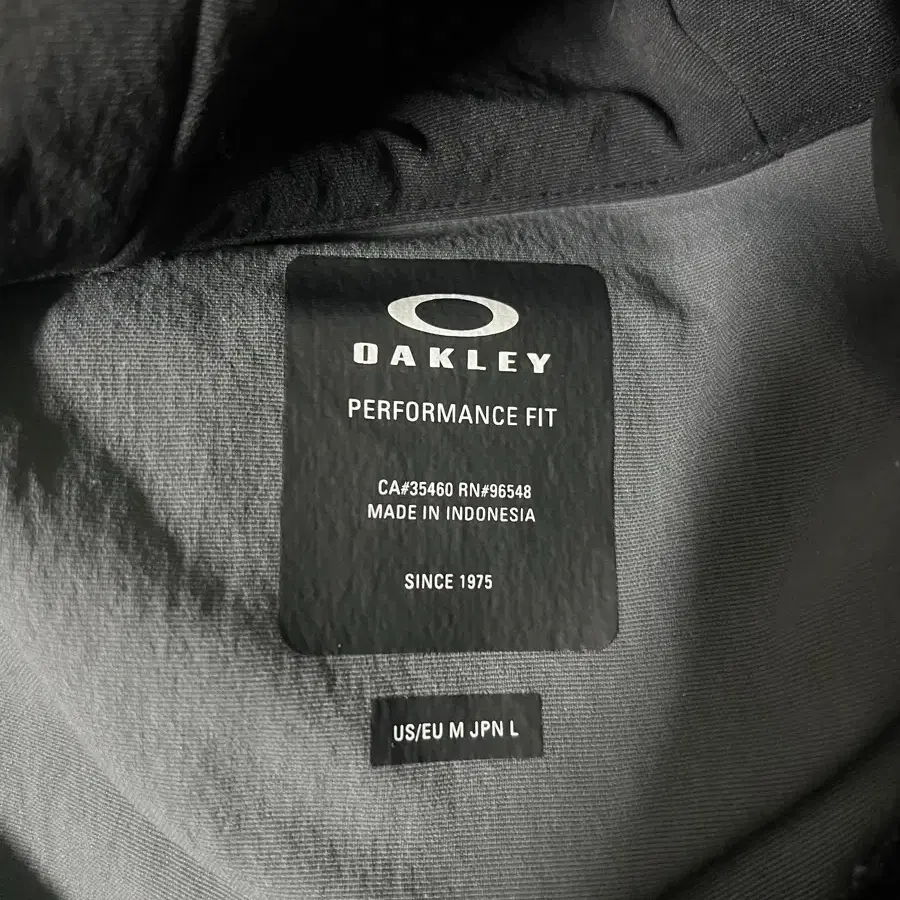 OAKLEY
PERFORMANCE FIT
CA#35460 RN#96548
MADE IN INDONESIA
SINCE 1975
US/EU M JPN L